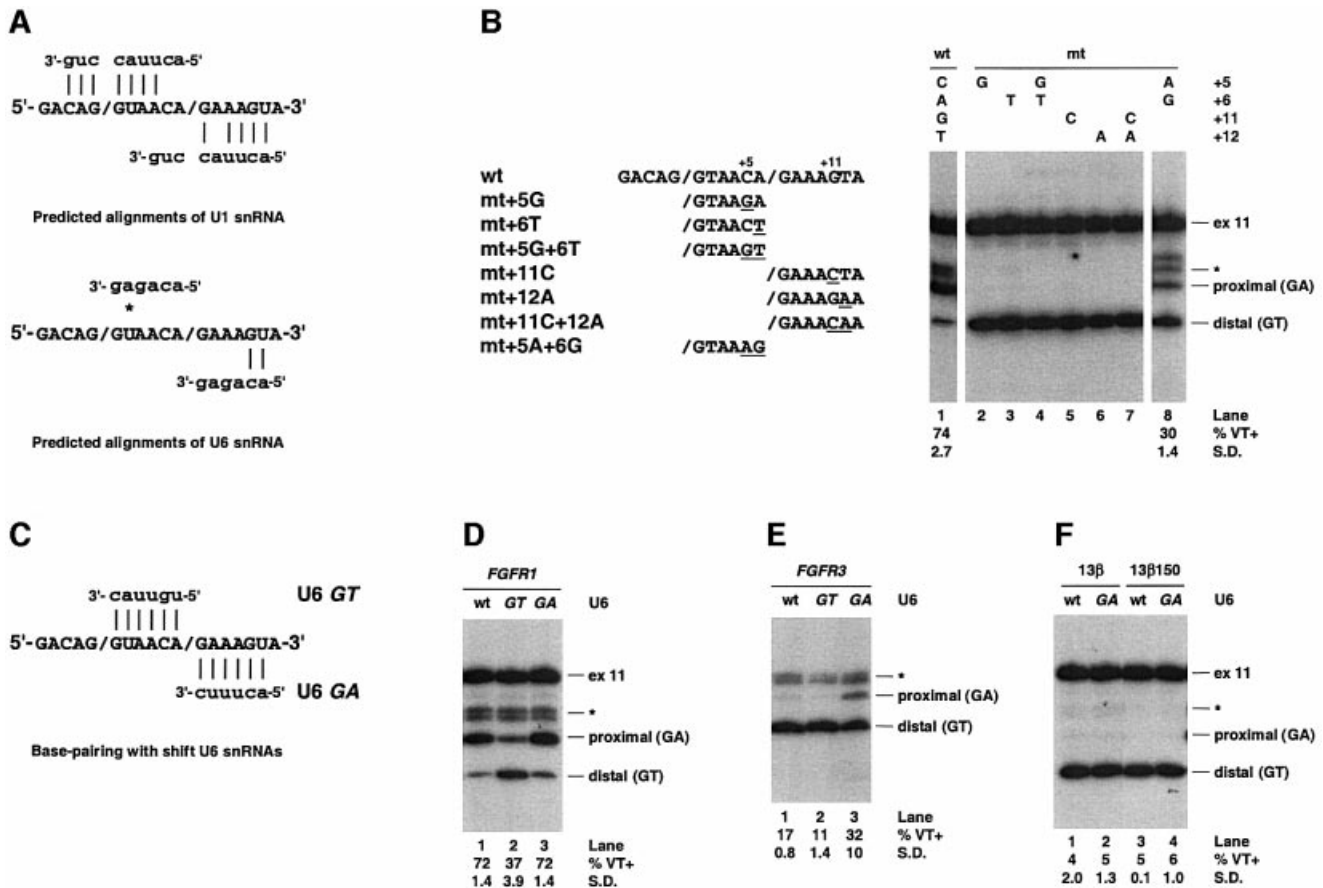 A
3'-guc cauuca-5'
5'- GACAG/GUAACA/GAAAGUA-3'
3'-guc cauuca-5'
Predicted alignments of U1 snRNA
3'-gagaca-5'
*
5'- GACAG/GUAACA/GAAAGUA-3'
3'-gagaca-5'
Predicted alignments of U6 snRNA
B
+5 +11
wt GACAG/GTAACA/GAAAGTA
mt+5G /GTAAGA
mt+6T /GTAACT
mt+5G+6T /GTAAGT
mt+11C /GAAACTA
mt+12A /GAAAGAA
mt+11C+12A /GAAACAA
mt+5A+6G /GTAAAG
wt mt
C G G A +5
A T T G +6
G C C +11
T A A +12
ex 11
*
proximal (GA)
distal (GT)
1 2 3 4 5 6 7 8 Lane
74 30 % VT+
2.7 1.4 S.D.
C
3'- cauugu-5' U6 GT
5'- GACAG/GUAACA/GAAAGUA-3'
3'-cuuuca-5' U6 GA
Base-pairing with shift U6 snRNAs
D
FGFR1
wt GT GA U6
ex 11
*
proximal (GA)
distal (GT)
1 2 3 Lane
72 37 72 % VT+
1.4 3.9 1.4 S.D.
E
FGFR3
wt GT GA U6
*
proximal (GA)
distal (GT)
1 2 3 Lane
17 11 32 % VT+
0.8 1.4 10 S.D.
F
13β 13β150
wt GA wt GA U6
ex 11
*
proximal (GA)
distal (GT)
1 2 3 4 Lane
4 5 5 6 % VT+
2.0 1.3 0.1 1.0 S.D.